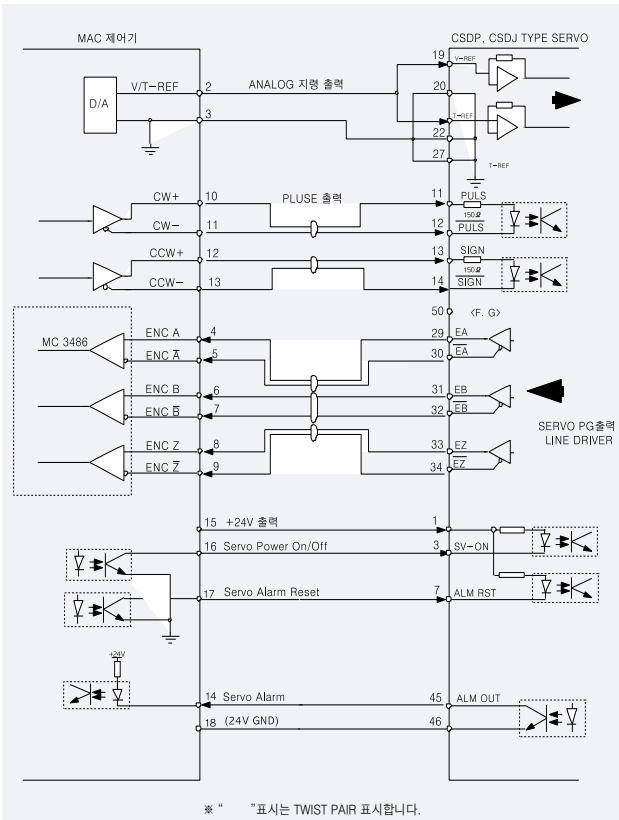 MAC 제어기
CSDP, CSDJ TYPE SERVO
D/A
V/T-REF 2 ANALOG 지령 출력 19 V-REF
3 20
T-REF
22
27 T-REF
CW+ 10 PLUSE 출력 11 PULS
150Ω
CW- 11 12 PULS
CCW+ 12 13 SIGN
150Ω
CCW- 13 14 SIGN
50 <F. G>
MC 3486
ENC A 4 29 EA
ENC A̅ 5 30 E̅A̅
ENC B 6 31 EB
ENC B̅ 7 32 E̅B̅
SERVO PG출력
LINE DRIVER
ENC Z 8 33 EZ
ENC Z̅ 9 34 E̅Z̅
15 +24V 출력 1
16 Servo Power On/Off 3 SV-ON
17 Servo Alarm Reset 7 ALM RST
+24V
14 Servo Alarm 45 ALM OUT
18 (24V GND) 46
※ “ ”표시는 TWIST PAIR 표시합니다.